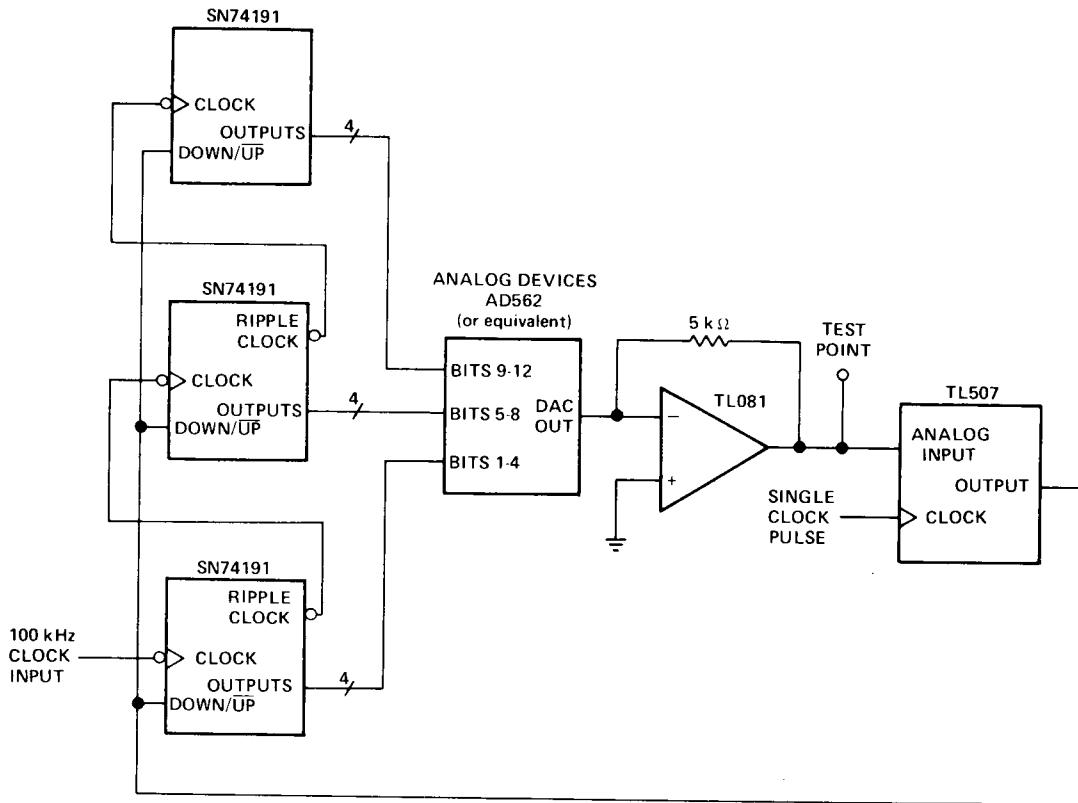 SN74191
CLOCK
OUTPUTS
DOWN/UP
4
SN74191
RIPPLE
CLOCK
CLOCK
OUTPUTS
DOWN/UP
4
SN74191
RIPPLE
CLOCK
100 kHz
CLOCK
INPUT
CLOCK
OUTPUTS
DOWN/UP
4
ANALOG DEVICES
AD562
(or equivalent)
BITS 9-12
BITS 5-8
BITS 1-4
DAC
OUT
5 kΩ
−
+
TL081
TEST
POINT
TL507
ANALOG
INPUT
OUTPUT
CLOCK
SINGLE
CLOCK
PULSE